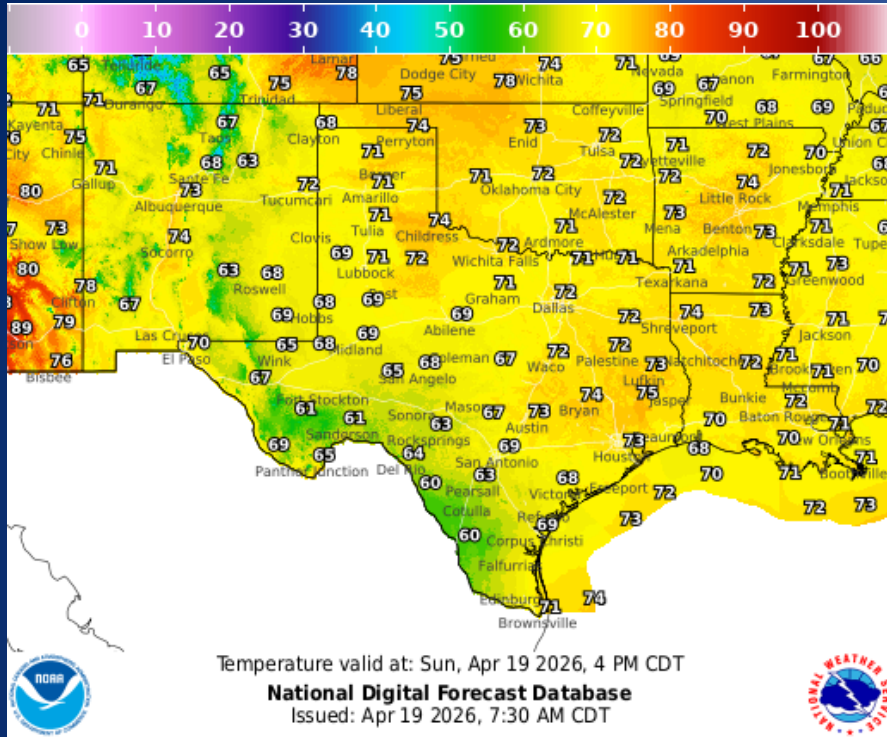 0 10 20 30 40 50 60 70 80 90 100
65 65 Lamar 75 74 71 69 67 67 66
78 Dodge City Wichita Nevada Lebanon Farmington
67 75 78 69 67
71 71 Durango Trinidad 75 Liberal Coffeyville Springfield 68 69
Kayenta 67 68 74 73 72 70 West Plains
75 Taos Clayton Perryton Enid Tulsa 71 72 70 Union
Chinle 68 63 71 72 Jonesboro
71 Santa Fe Borger
Gallup 73 72 71 71 72 72 74 71
80 Albuquerque Tucumcari Amarillo Oklahoma City 72 Little Rock Memphis
73 74 71 74 71 McAlester 73 Benton 73 71
Show Low Socorro Clovis Tulia Childress Ardmore Mena Arkadelphia Clarksdale
80 78 63 68 69 71 72 72 71 71 71 72 71 73
Clifton Roswell Lubbock Wichita Falls Texarkana Greenwood
67 68 69 71 72
79 69 Hobbs Graham Dallas 72 74 73 71
89 Las Cruces 69 69 Abilene Shreveport Jackson
76 70 65 68 Midland 68 67 72 72 73 72 71 70
Bisbee El Paso Wink Coleman Waco Palestine Natchitoches Brookhaven
67 65 San Angelo Lufkin 71 McComb
Fort Stockton 74 75 Jasper Bunkie 72 72
61 61 Sonora Mason 67 73 Bryan 70 Baton Rouge 71
Sanderson 63 Austin
69 65 64 Rocksprings 69 73 Beaumont 68 70 New Orleans
Panther Junction Del Rio San Antonio Houston 71
60 63 68 70 71 Boothville
Pearsall Victoria Freeport 72
Cotulla 69 Refugio 73 72 73
60 Corpus Christi
Falfurrias
Edinburg 71 74
Brownsville
Temperature valid at: Sun, Apr 19 2026, 4 PM CDT
NOAA
National Digital Forecast Database
Issued: Apr 19 2026, 7:30 AM CDT